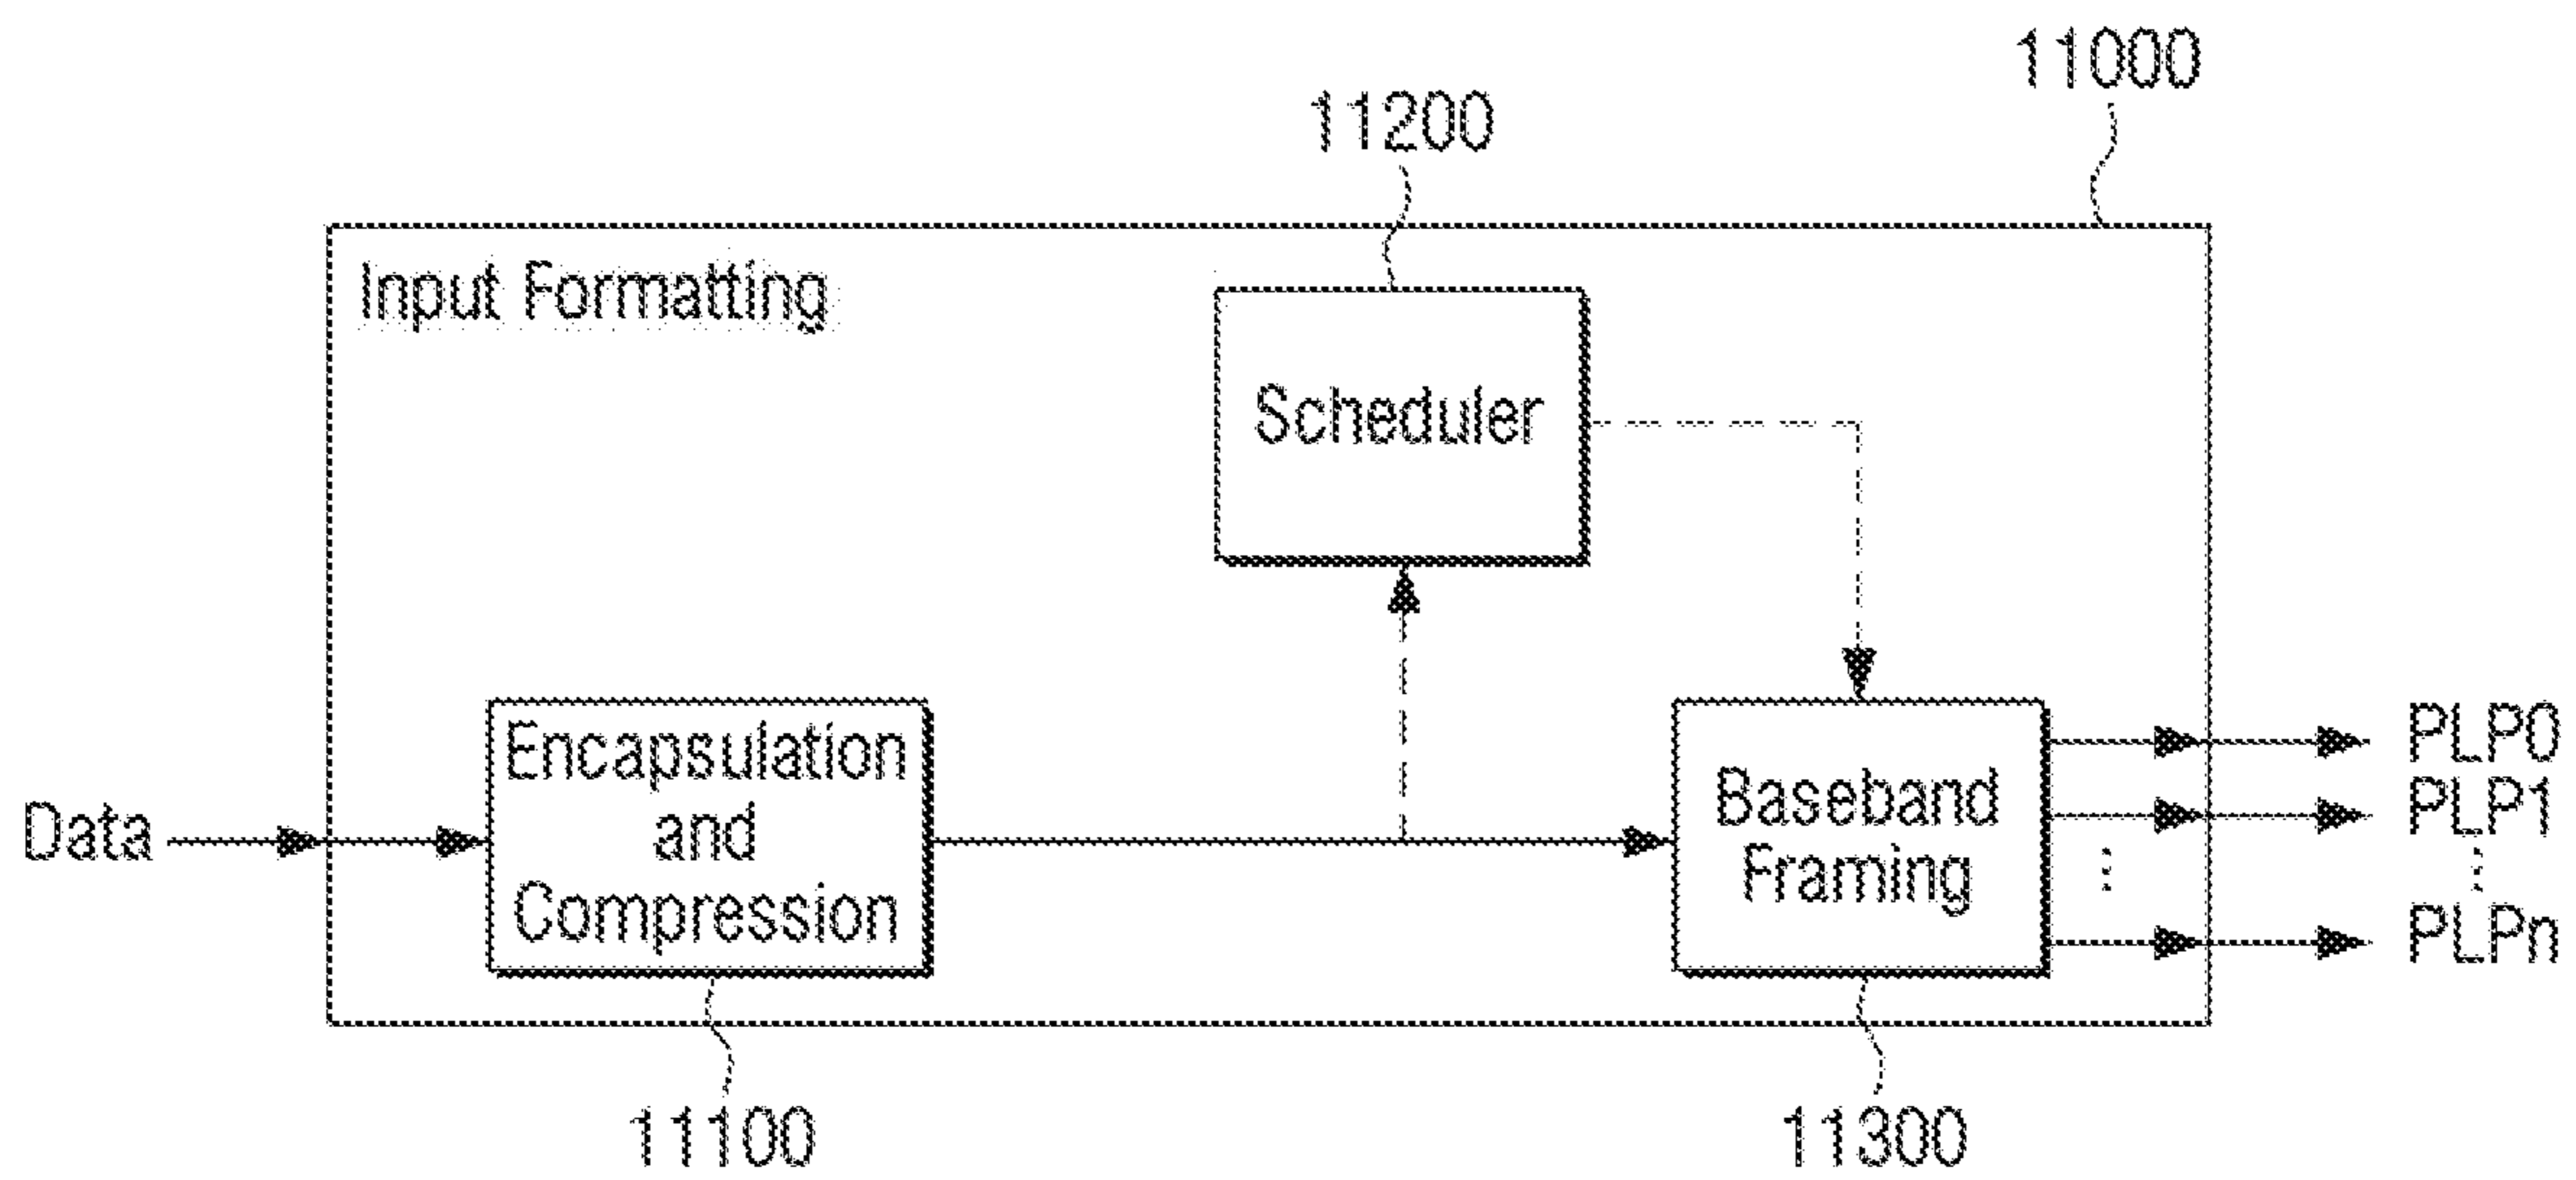 11000
11200
Input Formatting
Scheduler
Encapsulation
and
Compression
Data
Baseband
Framing
PLP0
PLP1
⋮
⋮
PLPn
11100
11300